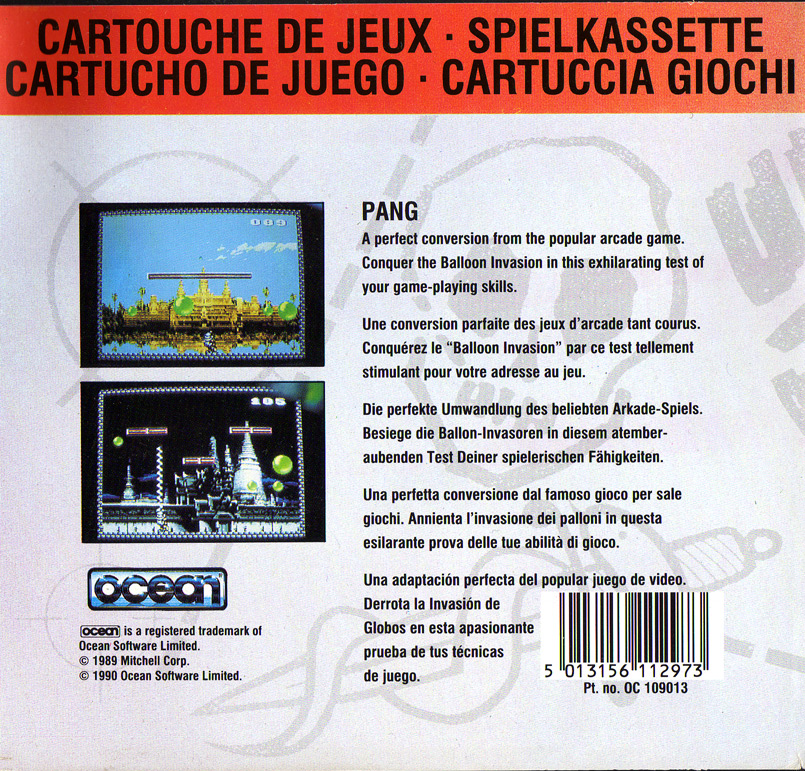 CARTOUCHE DE JEUX · SPIELKASSETTE
CARTUCHO DE JUEGO · CARTUCCIA GIOCHI
089
105
PANG
A perfect conversion from the popular arcade game.
Conquer the Balloon Invasion in this exhilarating test of
your game-playing skills.
Une conversion parfaite des jeux d'arcade tant courus.
Conquérez le “Balloon Invasion” par ce test tellement
stimulant pour votre adresse au jeu.
Die perfekte Umwandlung des beliebten Arkade-Spiels.
Besiege die Ballon-Invasoren in diesem atember-
aubenden Test Deiner spielerischen Fähigkeiten.
Una perfetta conversione dal famoso gioco per sale
giochi. Annienta l'invasione dei palloni in questa
esilarante prova delle tue abilità di gioco.
Una adaptación perfecta del popular juego de video.
Derrota la Invasión de
Globos en esta apasionante
prueba de tus técnicas
de juego.
ocean
ocean is a registered trademark of
Ocean Software Limited.
© 1989 Mitchell Corp.
© 1990 Ocean Software Limited.
5 013156 112973
Pt. no. OC 109013